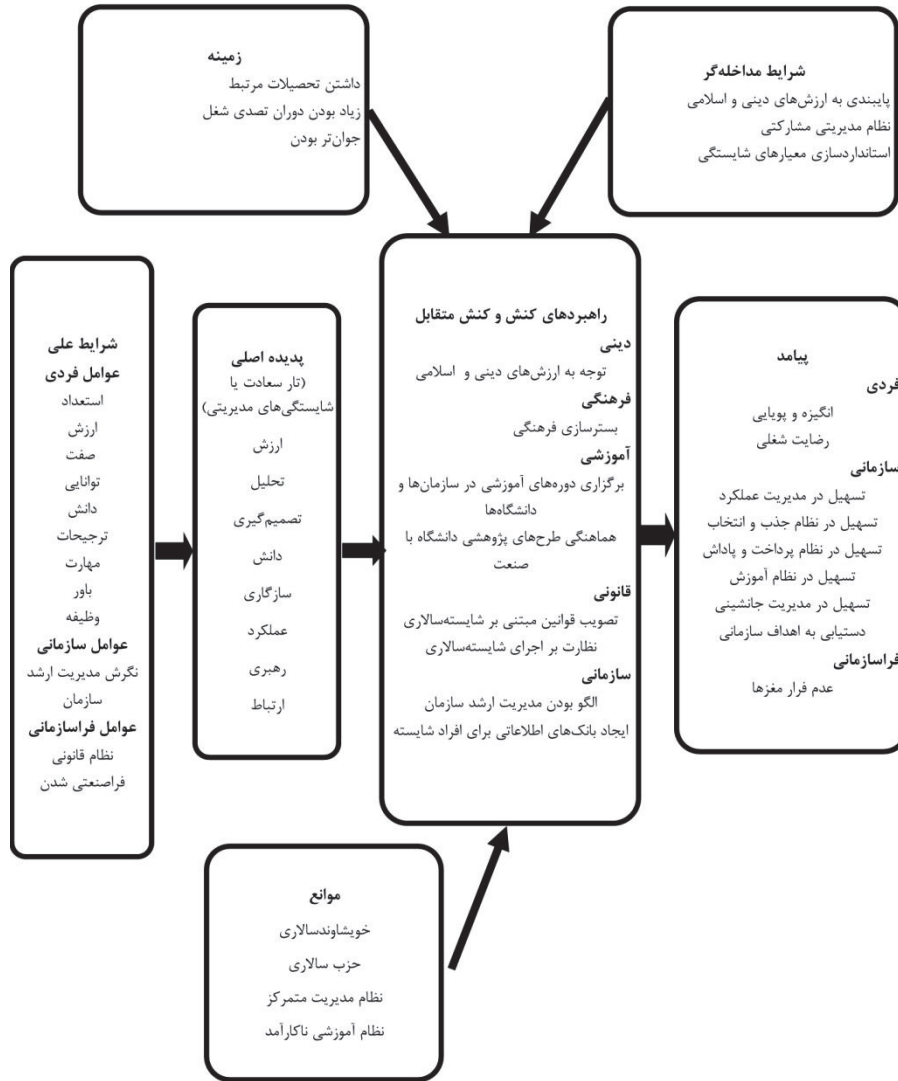 شرایط مداخله‌گر
پایبندی به ارزش‌های دینی و اسلامی
نظام مدیریتی مشارکتی
استانداردسازی معیارهای شایستگی
زمینه
داشتن تحصیلات مرتبط
زیاد بودن دوران تصدی شغل
جوان‌تر بودن
شرایط علی
عوامل فردی
استعداد
ارزش
صفت
توانایی
دانش
ترجیحات
مهارت
باور
وظیفه
عوامل سازمانی
نگرش مدیریت ارشد
سازمان
عوامل فراسازمانی
نظام قانونی
فراصنعتی شدن
پدیده اصلی
(تار سعادت یا
شایستگی‌های مدیریتی)
ارزش
تحلیل
تصمیم‌گیری
دانش
سازگاری
عملکرد
رهبری
ارتباط
راهبردهای کنش و کنش متقابل
دینی
توجه به ارزش‌های دینی و اسلامی
فرهنگی
بسترسازی فرهنگی
آموزشی
برگزاری دوره‌های آموزشی در سازمان‌ها و
دانشگاه‌ها
هماهنگی طرح‌های پژوهشی دانشگاه با
صنعت
قانونی
تصویب قوانین مبتنی بر شایسته‌سالاری
نظارت بر اجرای شایسته‌سالاری
سازمانی
الگو بودن مدیریت ارشد سازمان
ایجاد بانک‌های اطلاعاتی برای افراد شایسته
پیامد
فردی
انگیزه و پویایی
رضایت شغلی
سازمانی
تسهیل در مدیریت عملکرد
تسهیل در نظام جذب و انتخاب
تسهیل در نظام پرداخت و پاداش
تسهیل در نظام آموزش
تسهیل در مدیریت جانشینی
دستیابی به اهداف سازمانی
فراسازمانی
عدم فرار مغزها
موانع
خویشاوندسالاری
حزب سالاری
نظام مدیریت متمرکز
نظام آموزشی ناکارآمد